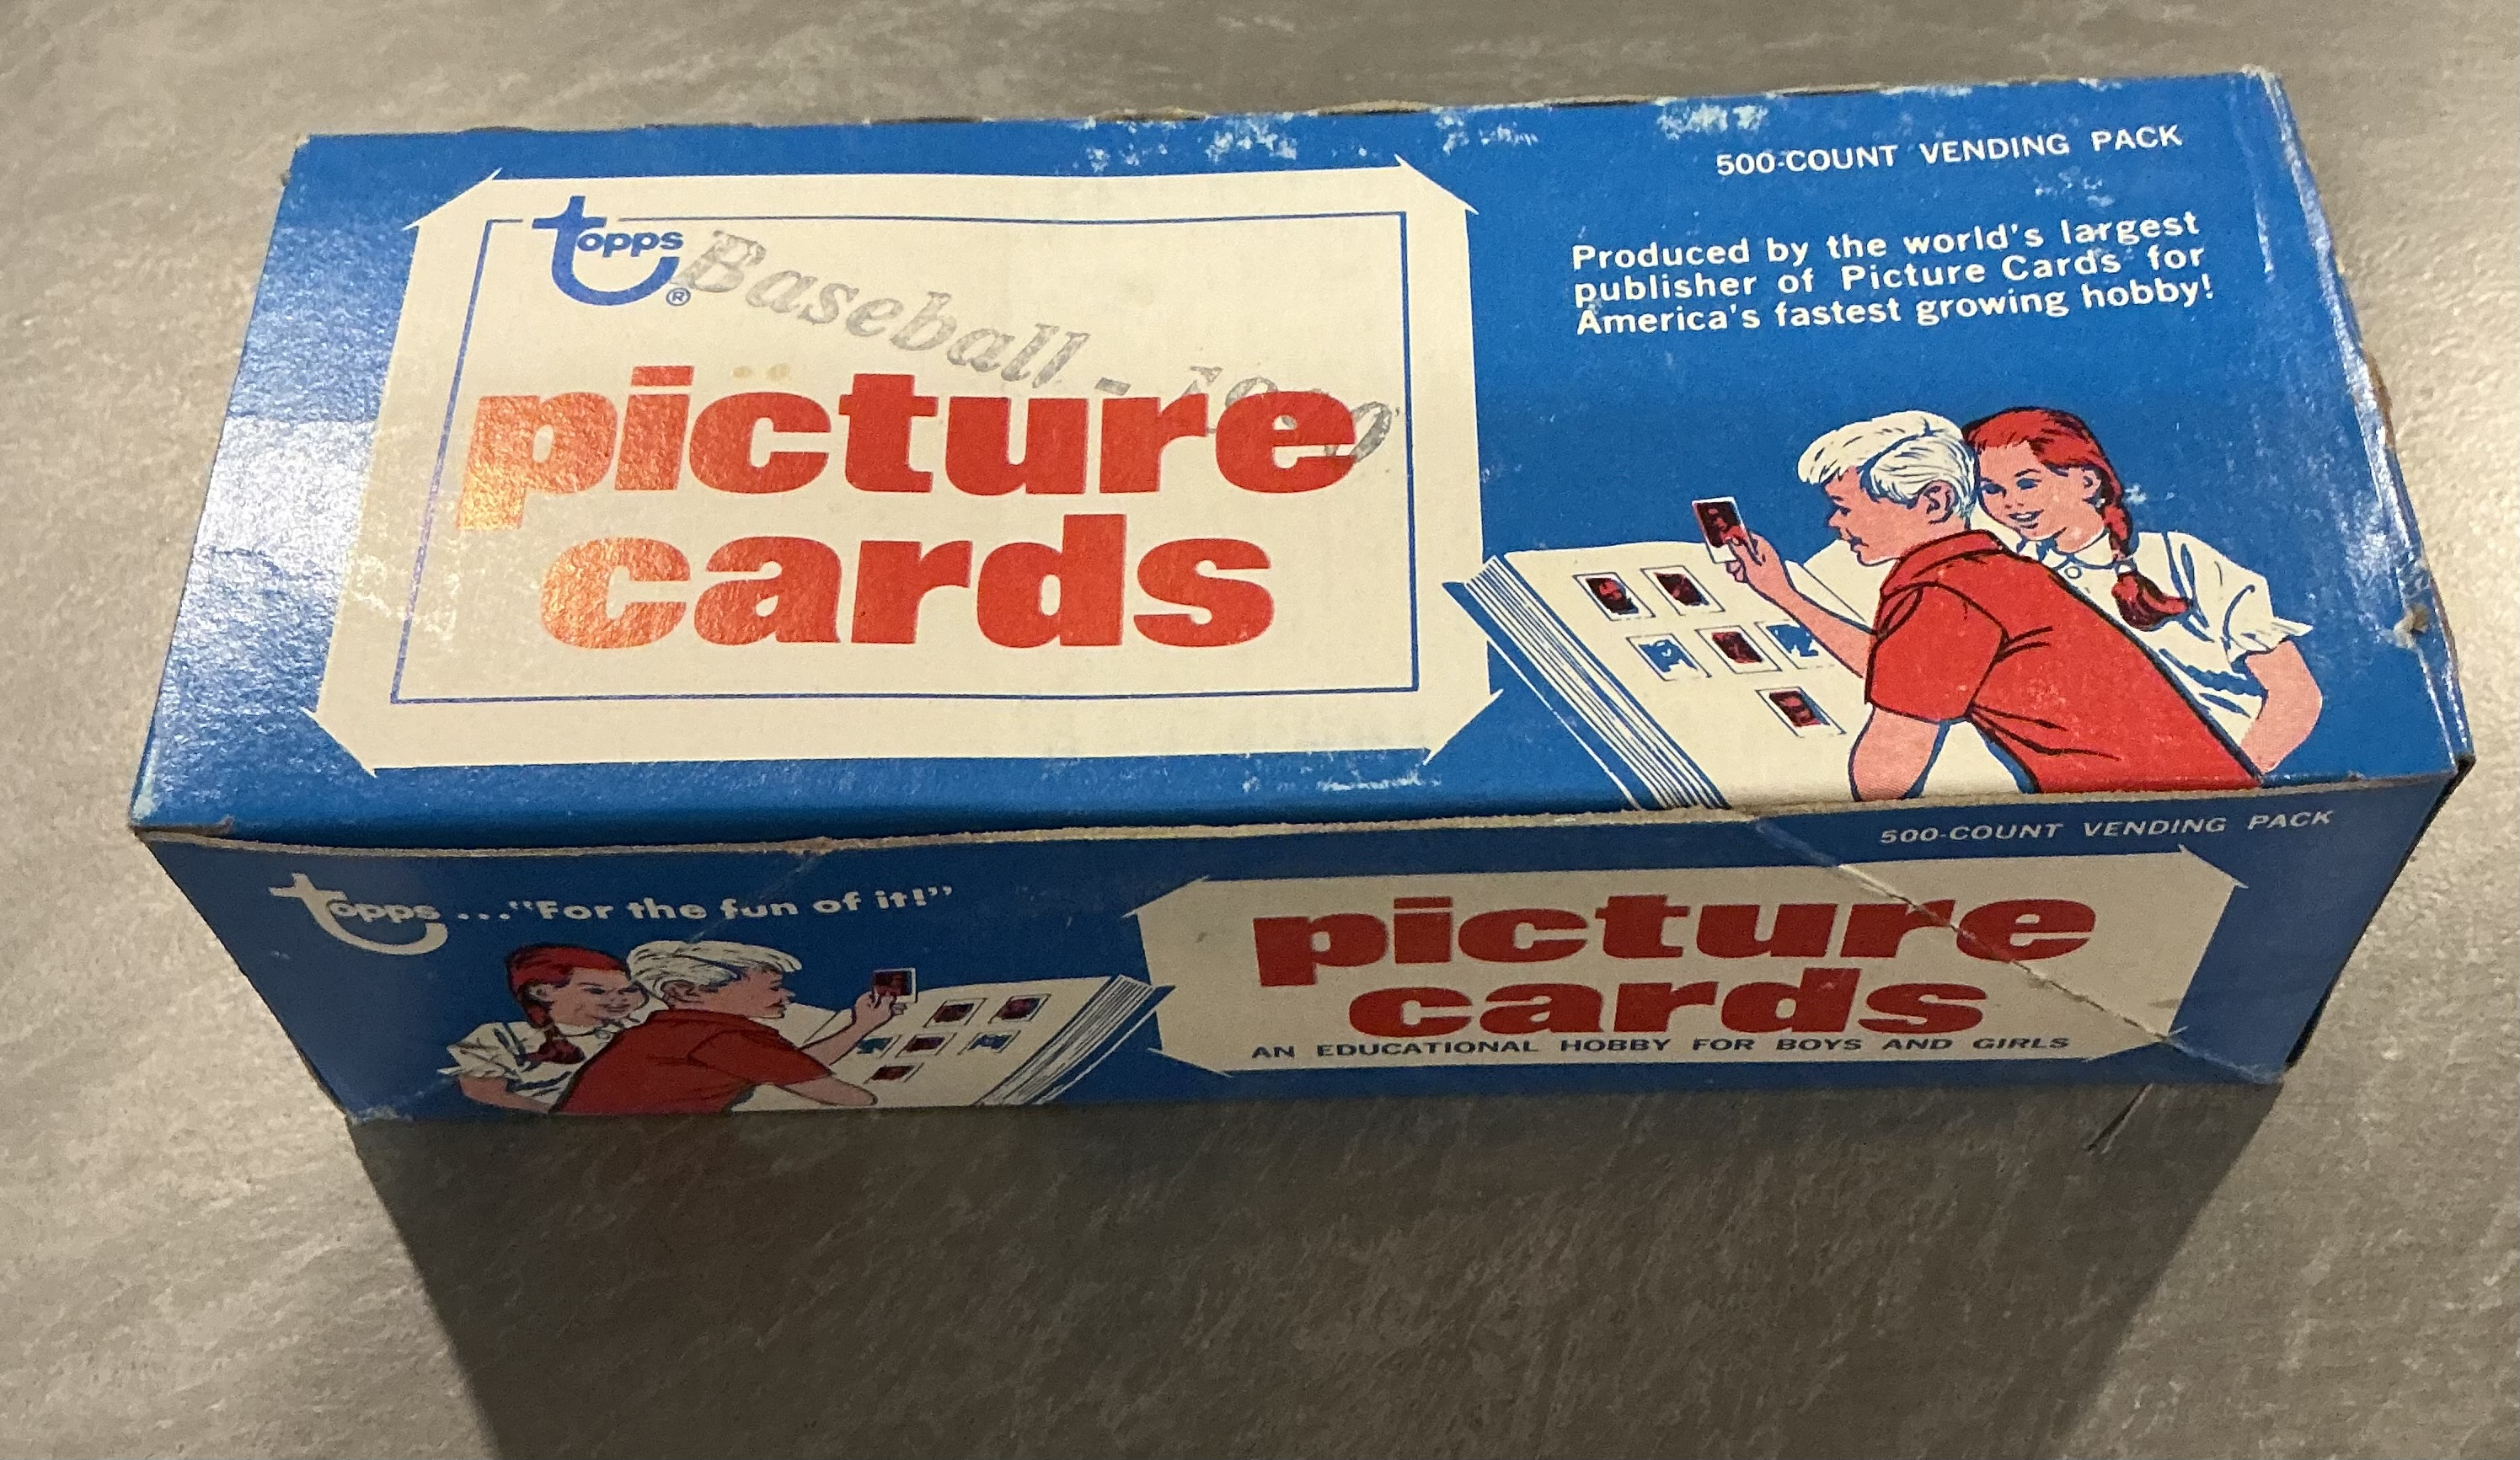 500-COUNT VENDING PACK
topps®
Baseball -
picture
cards
Produced by the world's largest
publisher of Picture Cards for
America's fastest growing hobby!
500-COUNT VENDING PACK
topps ..."For the fun of it!"
picture
cards
AN EDUCATIONAL HOBBY FOR BOYS AND GIRLS